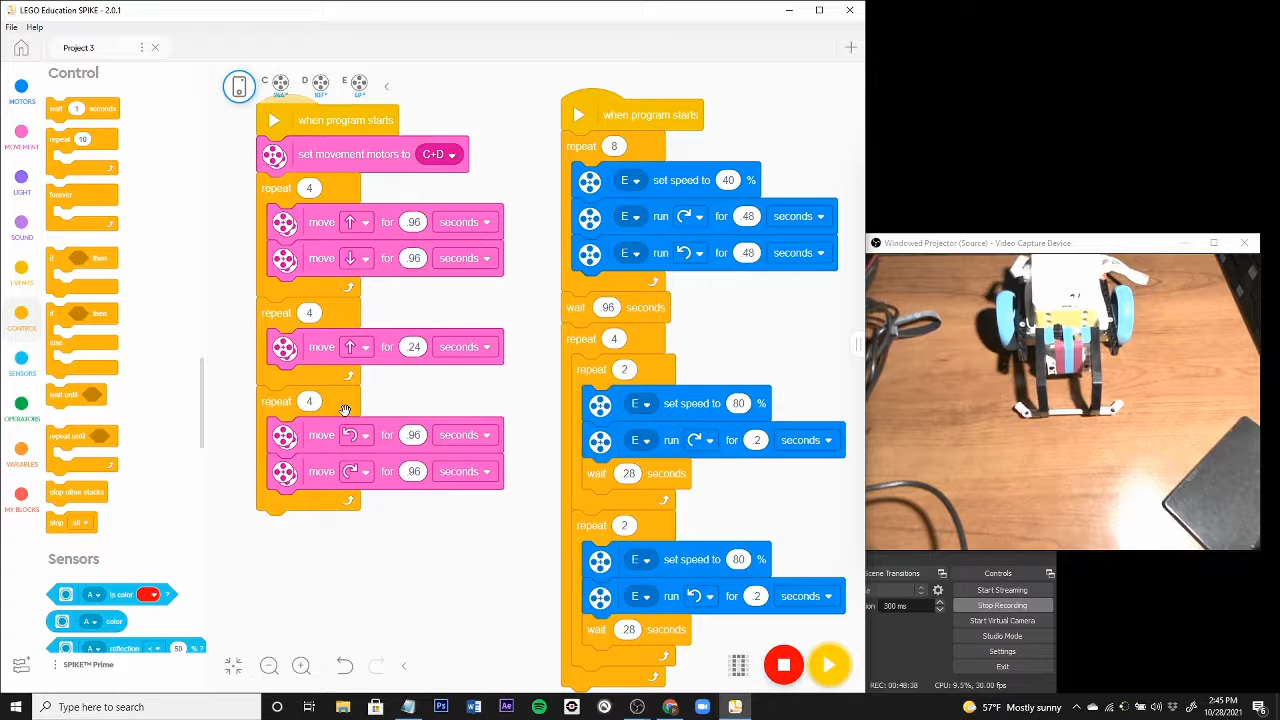 LEGO Education SPIKE - 2.0.1
File Help
Project 3
MOTORS
MOVEMENT
LIGHT
SOUND
EVENTS
CONTROL
SENSORS
OPERATORS
VARIABLES
MY BLOCKS
Control
wait 1 seconds
repeat 10
forever
if then
if then
else
wait until
repeat until
stop other stacks
stop all
Sensors
A is color ?
A color
A reflection < 50 % ?
SPIKE Prime
C D E
244° 107° 49°
when program starts
set movement motors to C+D
repeat 4
move for .96 seconds
move for .96 seconds
repeat 4
move for .24 seconds
repeat 4
move for .96 seconds
move for .96 seconds
when program starts
repeat 8
E set speed to 40 %
E run for .48 seconds
E run for .48 seconds
wait .96 seconds
repeat 4
repeat 2
E set speed to 80 %
E run for .2 seconds
wait .28 seconds
repeat 2
E set speed to 80 %
E run for .2 seconds
wait .28 seconds
Windowed Projector (Source) - Video Capture Device
Scene Transitions
Controls
300 ms
Start Streaming
Stop Recording
Start Virtual Camera
Studio Mode
Settings
Exit
REC: 00:48:38 CPU: 9.5%, 30.00 fps
Type here to search
57°F Mostly sunny
2:45 PM
10/28/2021